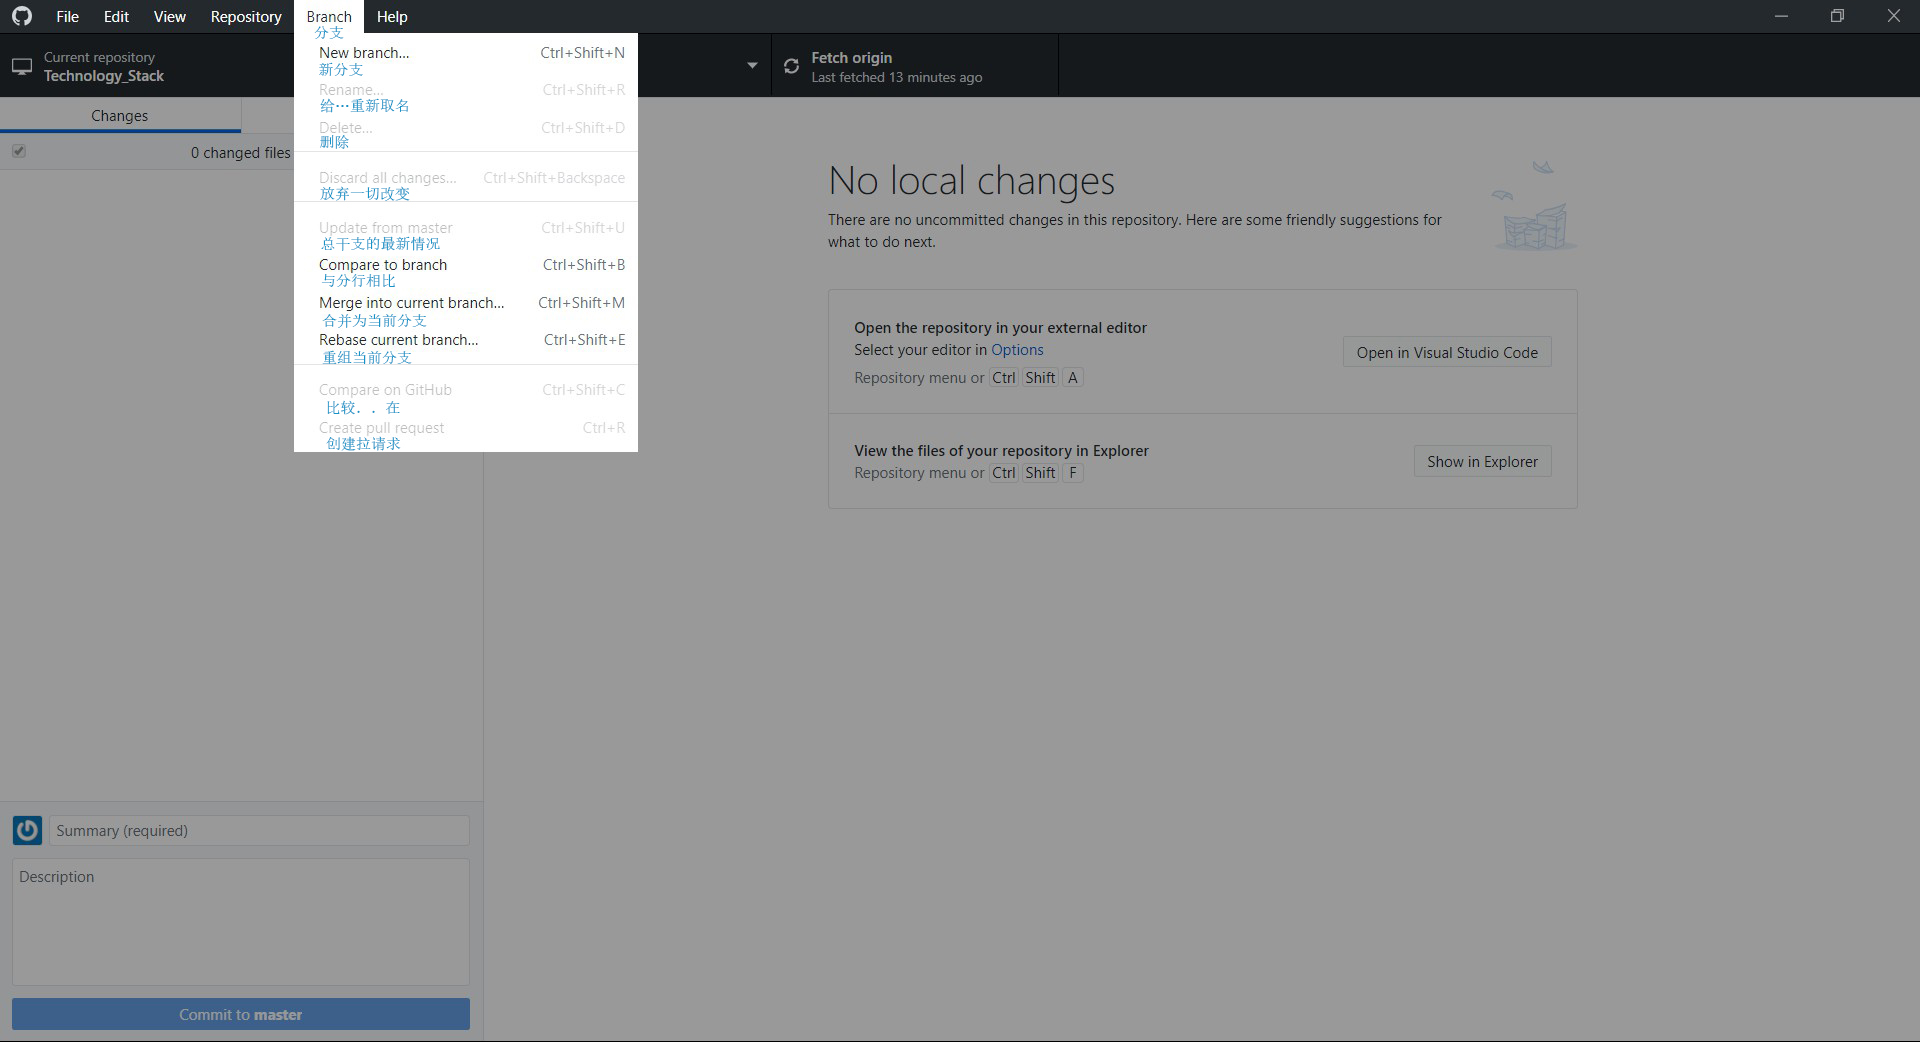 File Edit View Repository Branch Help
分支
Current repository
Technology_Stack
Fetch origin
Last fetched 13 minutes ago
New branch... Ctrl+Shift+N
新分支
Rename... Ctrl+Shift+R
给…重新取名
Delete... Ctrl+Shift+D
删除
Discard all changes... Ctrl+Shift+Backspace
放弃一切改变
Update from master Ctrl+Shift+U
总干支的最新情况
Compare to branch Ctrl+Shift+B
与分行相比
Merge into current branch... Ctrl+Shift+M
合并为当前分支
Rebase current branch... Ctrl+Shift+E
重组当前分支
Compare on GitHub Ctrl+Shift+C
比较．．在
Create pull request Ctrl+R
创建拉请求
Changes
0 changed files
No local changes
There are no uncommitted changes in this repository. Here are some friendly suggestions for
what to do next.
Open the repository in your external editor
Select your editor in Options
Repository menu or Ctrl Shift A
Open in Visual Studio Code
View the files of your repository in Explorer
Repository menu or Ctrl Shift F
Show in Explorer
Summary (required)
Description
Commit to master